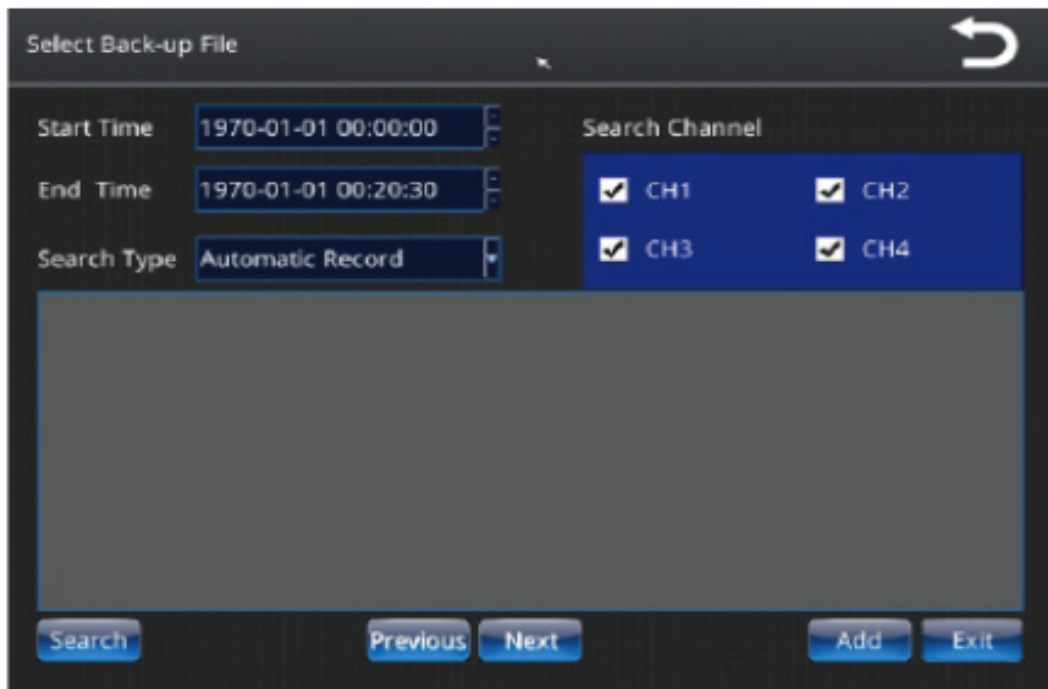 Select Back-up File
Start Time 1970-01-01 00:00:00
Search Channel
End Time 1970-01-01 00:20:30
CH1 CH2
Search Type Automatic Record
CH3 CH4
Search Previous Next Add Exit